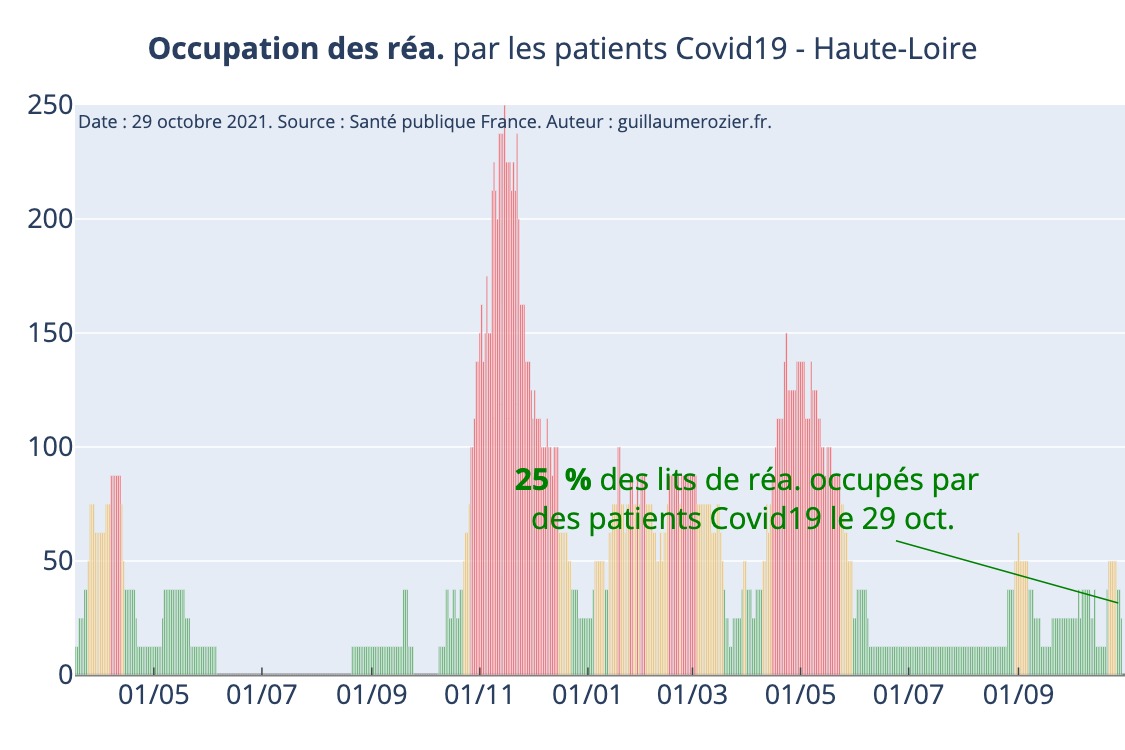 Occupation des réa. par les patients Covid19 - Haute-Loire
250
Date : 29 octobre 2021. Source : Santé publique France. Auteur : guillaumerozier.fr.
200
150
100
25 % des lits de réa. occupés par
des patients Covid19 le 29 oct.
50
0
01/05 01/07 01/09 01/11 01/01 01/03 01/05 01/07 01/09